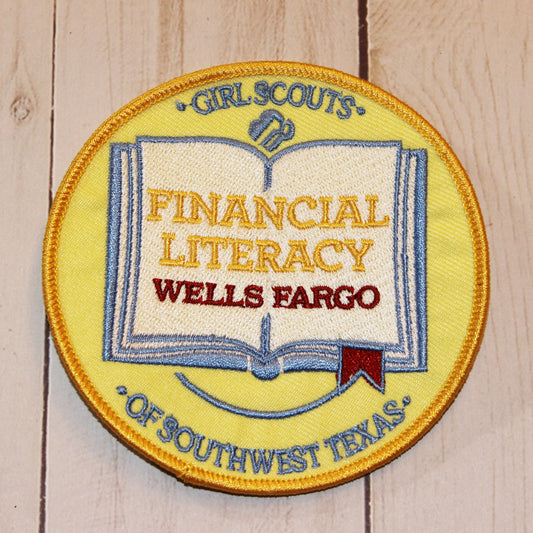 ·GIRL SCOUTS·
FINANCIAL
LITERACY
WELLS FARGO
·OF SOUTHWEST TEXAS·